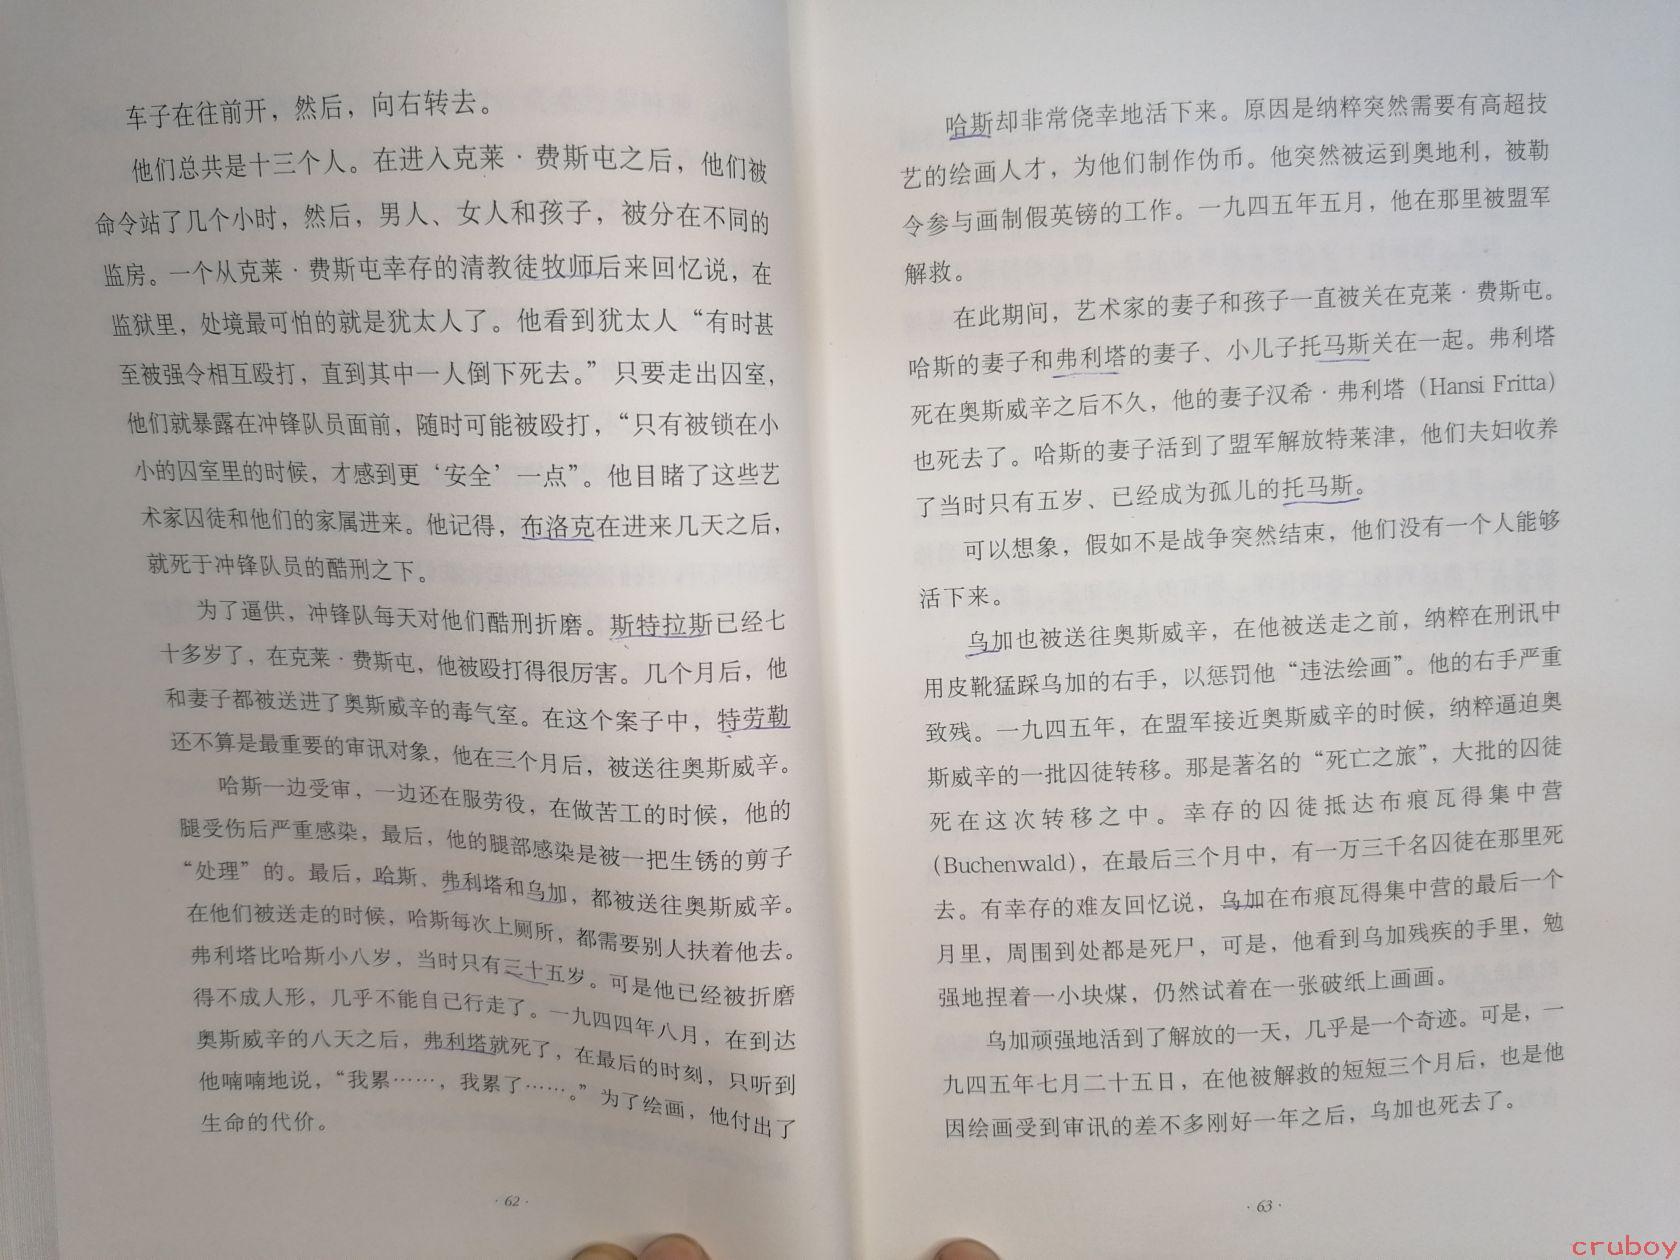 车子在往前开，然后，向右转去。
他们总共是十三个人。在进入克莱·费斯屯之后，他们被
命令站了几个小时，然后，男人、女人和孩子，被分在不同的
监房。一个从克莱·费斯屯幸存的清教徒牧师后来回忆说，在
监狱里，处境最可怕的就是犹太人了。他看到犹太人“有时甚
至被强令相互殴打，直到其中一人倒下死去。”只要走出囚室，
他们就暴露在冲锋队员面前，随时可能被殴打，“只有被锁在小
小的囚室里的时候，才感到更‘安全’一点”。他目睹了这些艺
术家囚徒和他们的家属进来。他记得，布洛克在进来几天之后，
就死于冲锋队员的酷刑之下。
为了逼供，冲锋队每天对他们酷刑折磨。斯特拉斯已经七
十多岁了，在克莱·费斯屯，他被殴打得很厉害。几个月后，他
和妻子都被送进了奥斯威辛的毒气室。在这个案子中，特劳勒
还不算是最重要的审讯对象，他在三个月后，被送往奥斯威辛。
哈斯一边受审，一边还在服劳役，在做苦工的时候，他的
腿受伤后严重感染，最后，他的腿部感染是被一把生锈的剪子
“处理”的。最后，哈斯、弗利塔和乌加，都被送往奥斯威辛。
在他们被送走的时候，哈斯每次上厕所，都需要别人扶着他去。
弗利塔比哈斯小八岁，当时只有三十五岁。可是他已经被折磨
得不成人形，几乎不能自己行走了。一九四四年八月，在到达
奥斯威辛的八天之后，弗利塔就死了，在最后的时刻，只听到
他喃喃地说，“我累……，我累了……。”为了绘画，他付出了
生命的代价。
·62·
哈斯却非常侥幸地活下来。原因是纳粹突然需要有高超技
艺的绘画人才，为他们制作伪币。他突然被运到奥地利，被勒
令参与画制假英镑的工作。一九四五年五月，他在那里被盟军
解救。
在此期间，艺术家的妻子和孩子一直被关在克莱·费斯屯。
哈斯的妻子和弗利塔的妻子、小儿子托马斯关在一起。弗利塔
死在奥斯威辛之后不久，他的妻子汉希·弗利塔（Hansi Fritta）
也死去了。哈斯的妻子活到了盟军解放特莱津，他们夫妇收养
了当时只有五岁、已经成为孤儿的托马斯。
可以想象，假如不是战争突然结束，他们没有一个人能够
活下来。
乌加也被送往奥斯威辛，在他被送走之前，纳粹在刑讯中
用皮靴猛踩乌加的右手，以惩罚他“违法绘画”。他的右手严重
致残。一九四五年，在盟军接近奥斯威辛的时候，纳粹逼迫奥
斯威辛的一批囚徒转移。那是著名的“死亡之旅”，大批的囚徒
死在这次转移之中。幸存的囚徒抵达布痕瓦得集中营
（Buchenwald），在最后三个月中，有一万三千名囚徒在那里死
去。有幸存的难友回忆说，乌加在布痕瓦得集中营的最后一个
月里，周围到处都是死尸，可是，他看到乌加残疾的手里，勉
强地捏着一小块煤，仍然试着在一张破纸上画画。
乌加顽强地活到了解放的一天，几乎是一个奇迹。可是，一
九四五年七月二十五日，在他被解救的短短三个月后，也是他
因绘画受到审讯的差不多刚好一年之后，乌加也死去了。
·63·
cruboy